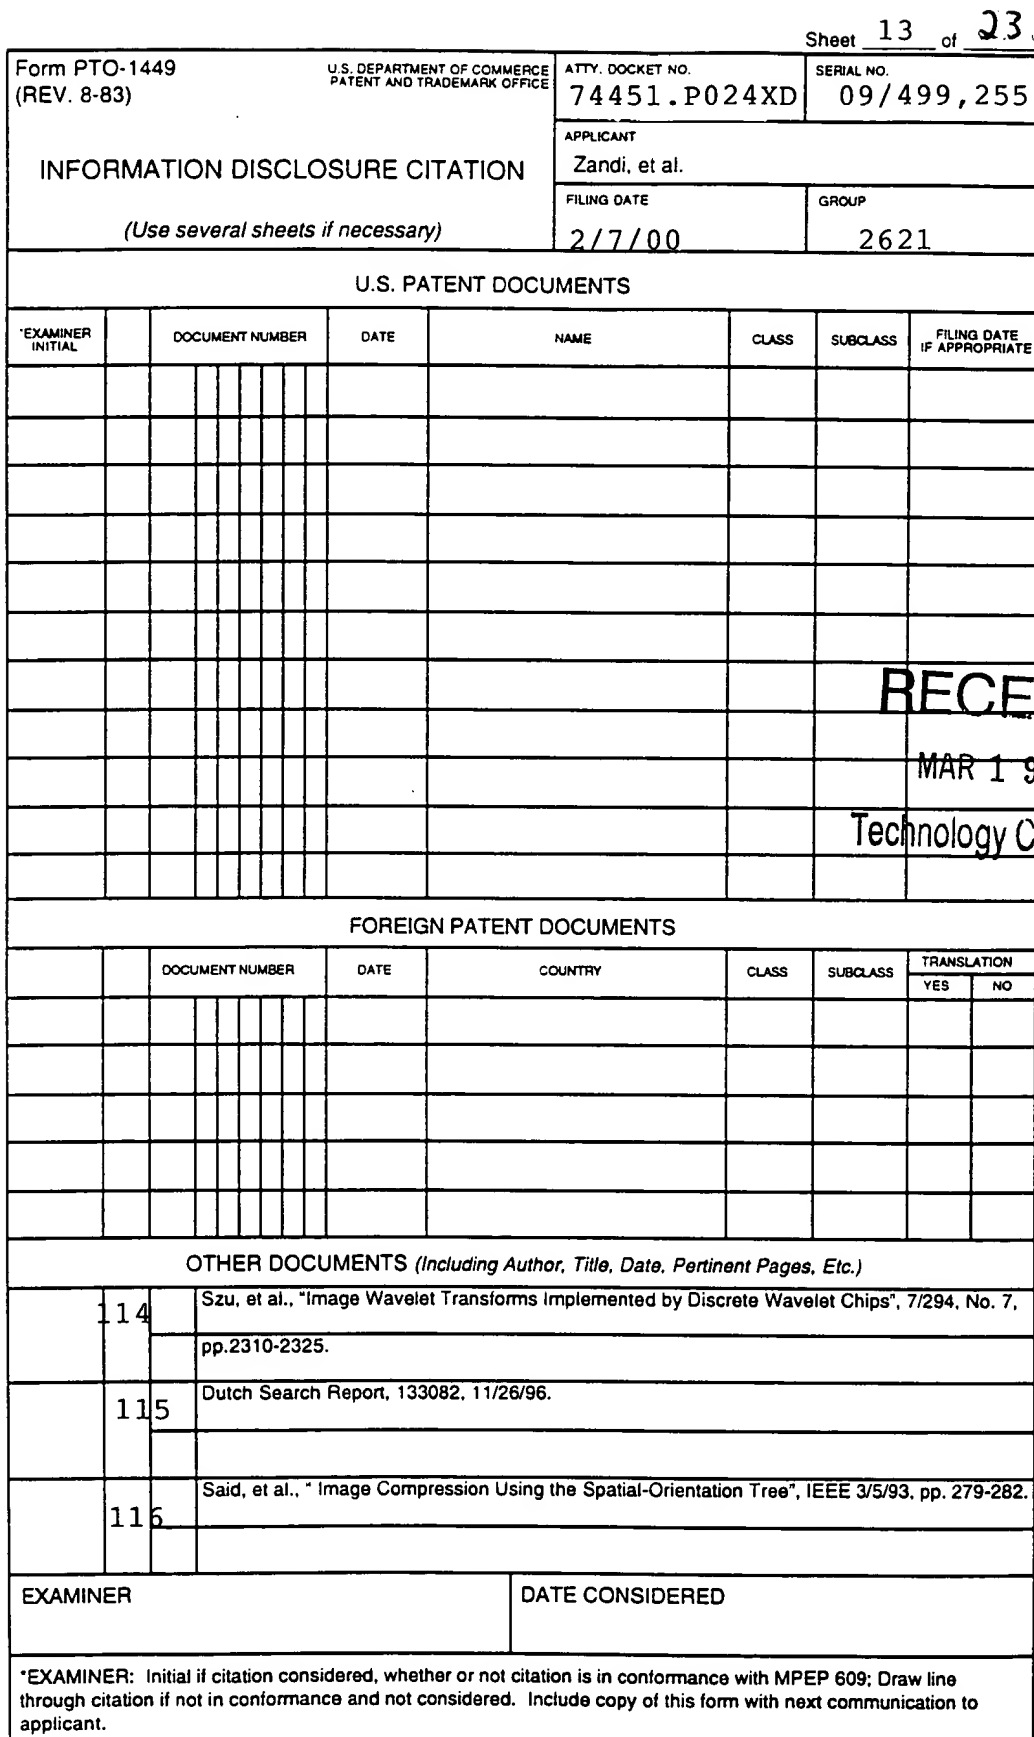 Sheet 13 of 23
Form PTO-1449
(REV. 8-83)
U.S. DEPARTMENT OF COMMERCE
PATENT AND TRADEMARK OFFICE
ATTY. DOCKET NO.
74451.P024XD
SERIAL NO.
09/499,255
INFORMATION DISCLOSURE CITATION
(Use several sheets if necessary)
APPLICANT
Zandi, et al.
FILING DATE
2/7/00
GROUP
2621
U.S. PATENT DOCUMENTS
*EXAMINER
INITIAL
DOCUMENT NUMBER
DATE
NAME
CLASS
SUBCLASS
FILING DATE
IF APPROPRIATE
RECE
MAR 1 9
Technology C
FOREIGN PATENT DOCUMENTS
DOCUMENT NUMBER
DATE
COUNTRY
CLASS
SUBCLASS
TRANSLATION
YES
NO
OTHER DOCUMENTS (Including Author, Title, Date, Pertinent Pages, Etc.)
114
Szu, et al., "Image Wavelet Transforms Implemented by Discrete Wavelet Chips", 7/294, No. 7,
pp.2310-2325.
115
Dutch Search Report, 133082, 11/26/96.
116
Said, et al., " Image Compression Using the Spatial-Orientation Tree", IEEE 3/5/93, pp. 279-282.
EXAMINER
DATE CONSIDERED
*EXAMINER: Initial if citation considered, whether or not citation is in conformance with MPEP 609; Draw line
through citation if not in conformance and not considered. Include copy of this form with next communication to
applicant.